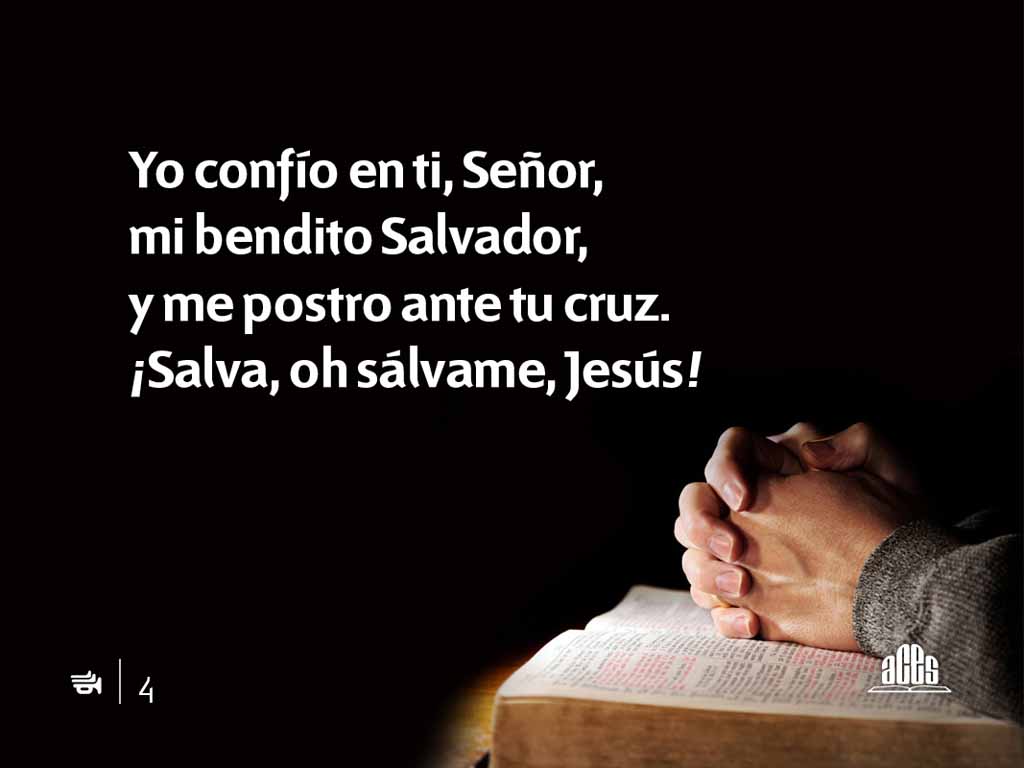 Yo confío en ti, Señor,
mi bendito Salvador,
y me postro ante tu cruz.
¡Salva, oh sálvame, Jesús!
4
aces